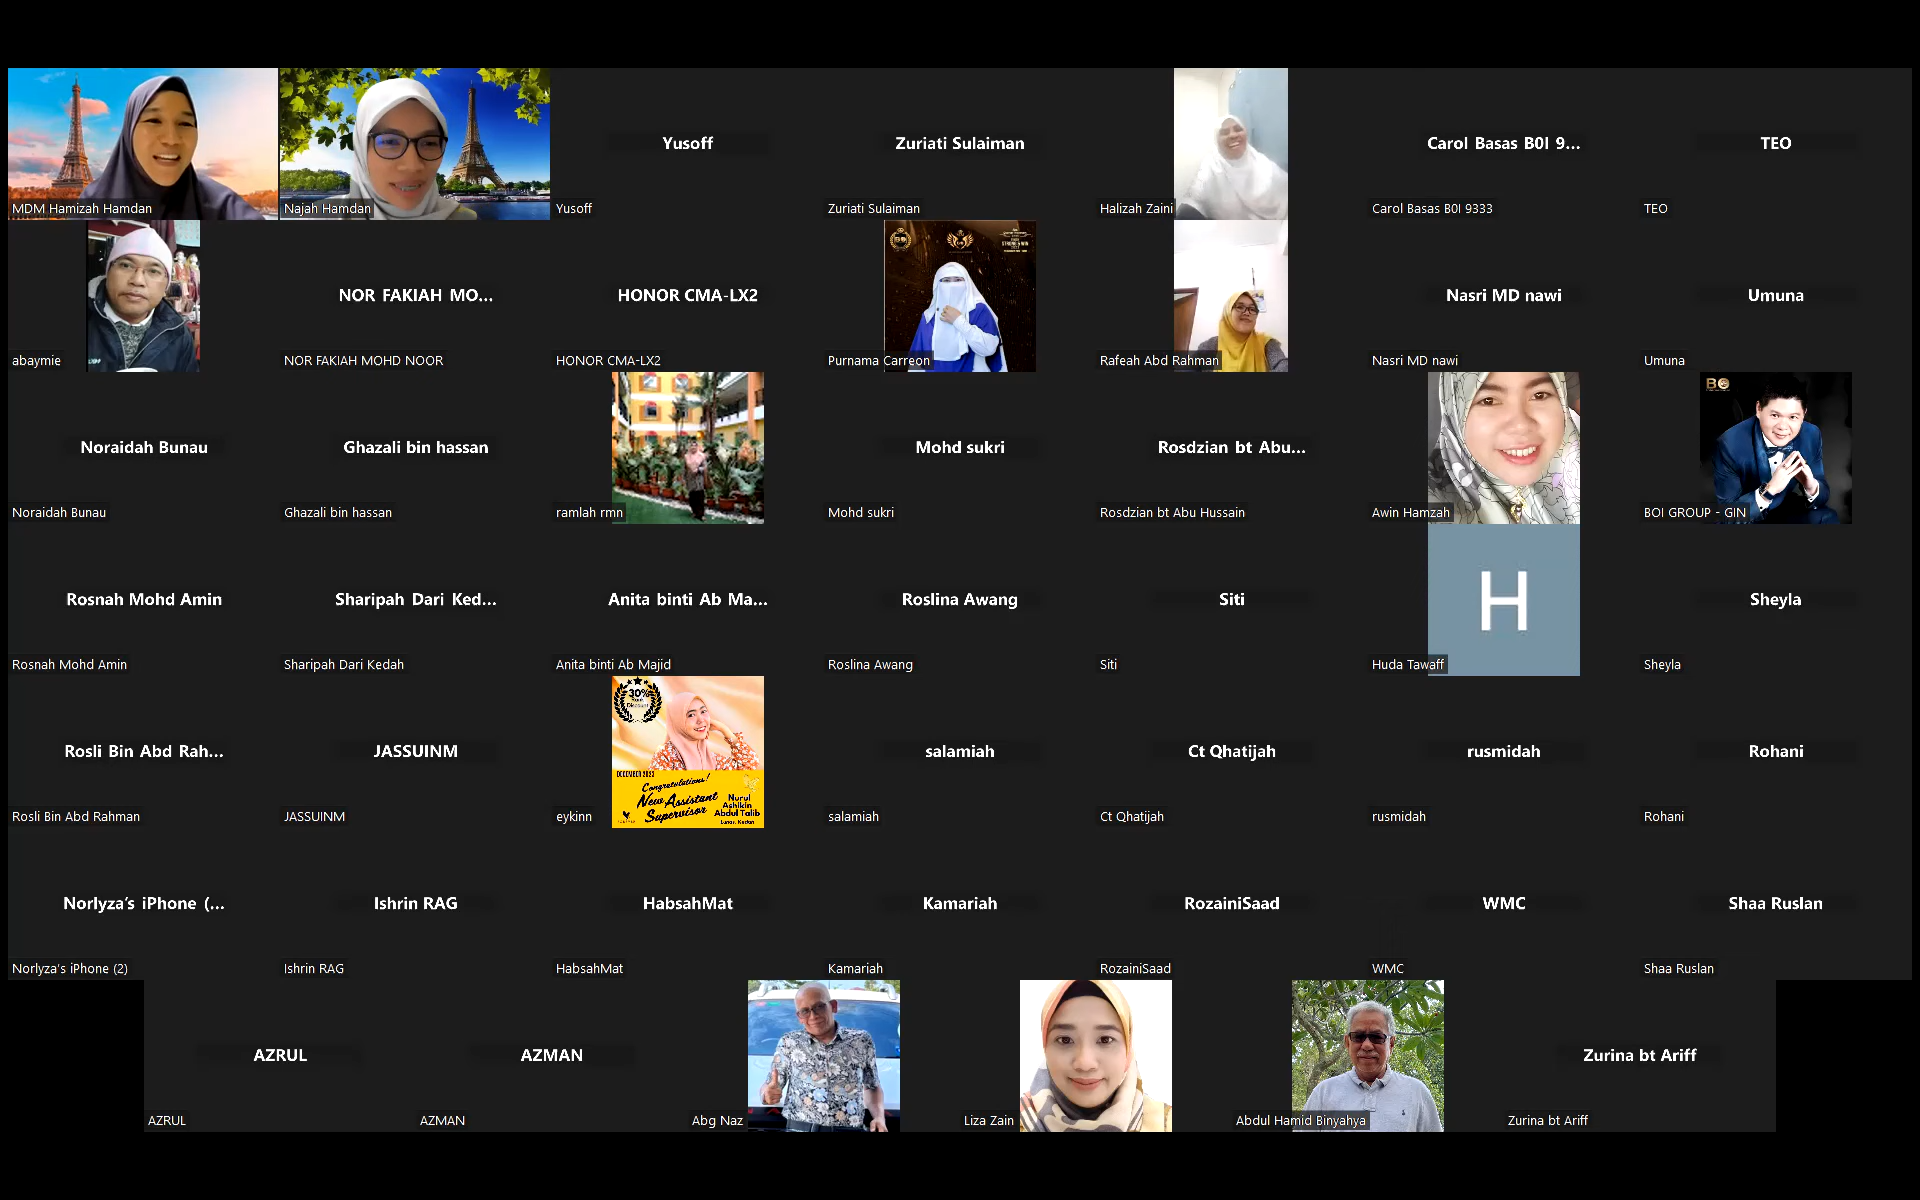 MDM Hamizah Hamdan
Najah Hamdan
Yusoff
Yusoff
Zuriati Sulaiman
Zuriati Sulaiman
Halizah Zaini
Carol Basas B0I 9...
Carol Basas B0I 9333
TEO
TEO
abaymie
NOR FAKIAH MO...
NOR FAKIAH MOHD NOOR
HONOR CMA-LX2
HONOR CMA-LX2
Purnama Carreon
Rafeah Abd Rahman
Nasri MD nawi
Nasri MD nawi
Umuna
Umuna
Noraidah Bunau
Noraidah Bunau
Ghazali bin hassan
Ghazali bin hassan
ramlah rmn
Mohd sukri
Mohd sukri
Rosdzian bt Abu...
Rosdzian bt Abu Hussain
Awin Hamzah
BO
BOI GROUP - GIN
Rosnah Mohd Amin
Rosnah Mohd Amin
Sharipah Dari Ked...
Sharipah Dari Kedah
Anita binti Ab Ma...
Anita binti Ab Majid
Roslina Awang
Roslina Awang
Siti
Siti
H
Huda Tawaff
Sheyla
Sheyla
Rosli Bin Abd Rah...
Rosli Bin Abd Rahman
JASSUINM
JASSUINM
30%
Discount
DECEMBER 2023
Congratulations!
New Assistant
Supervisor
Nurul
Ashikin
Abdul Talib
Lunas, Kedah
eykinn
salamiah
salamiah
Ct Qhatijah
Ct Qhatijah
rusmidah
rusmidah
Rohani
Rohani
Norlyza's iPhone (...
Norlyza's iPhone (2)
Ishrin RAG
Ishrin RAG
HabsahMat
HabsahMat
Kamariah
Kamariah
RozainiSaad
RozainiSaad
WMC
WMC
Shaa Ruslan
Shaa Ruslan
AZRUL
AZRUL
AZMAN
AZMAN
Abg Naz
Liza Zain
Abdul Hamid Binyahya
Zurina bt Ariff
Zurina bt Ariff